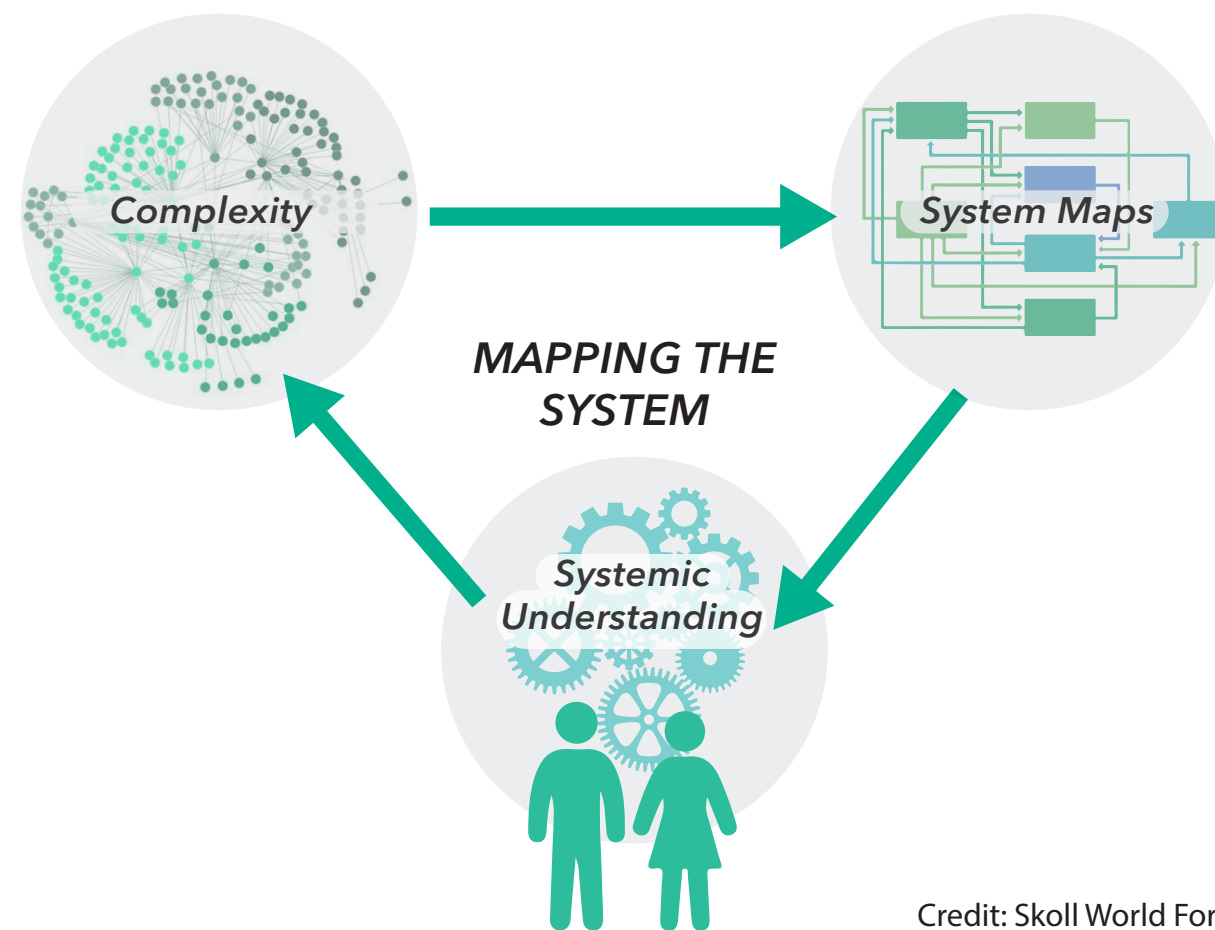 Complexity
System Maps
MAPPING THE
SYSTEM
Systemic
Understanding
Credit: Skoll World For